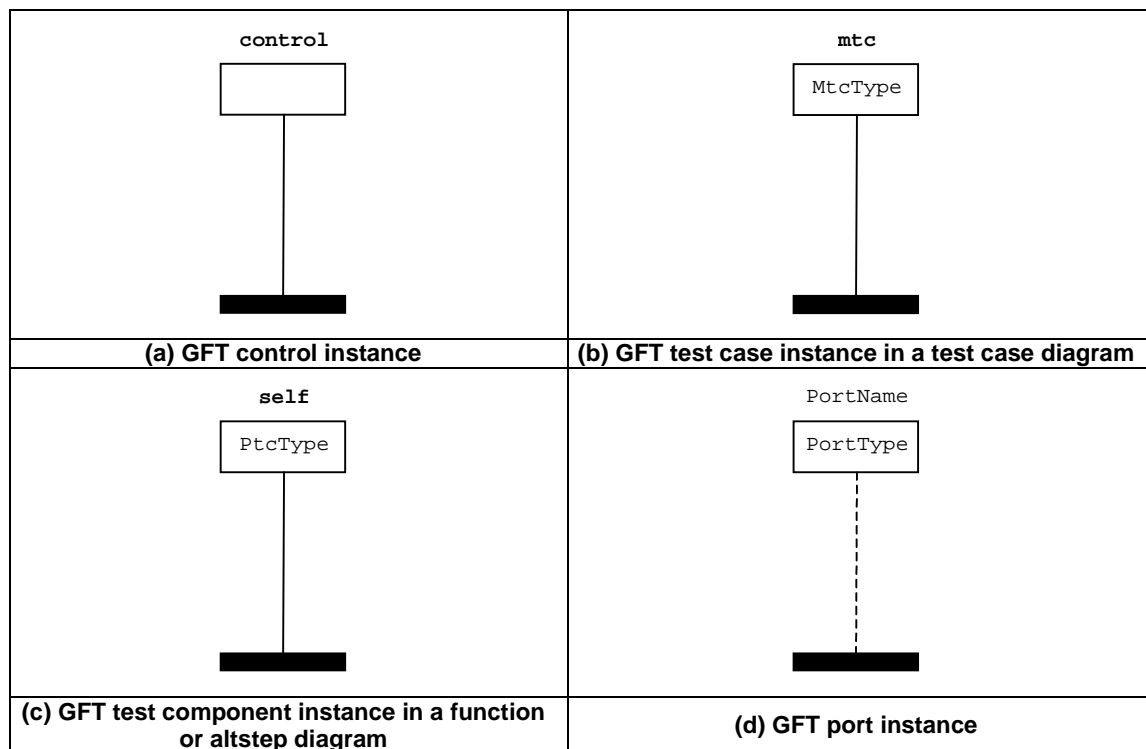 control
(a) GFT control instance
mtc
MtcType
(b) GFT test case instance in a test case diagram
self
PtcType
(c) GFT test component instance in a function
or altstep diagram
PortName
PortType
(d) GFT port instance